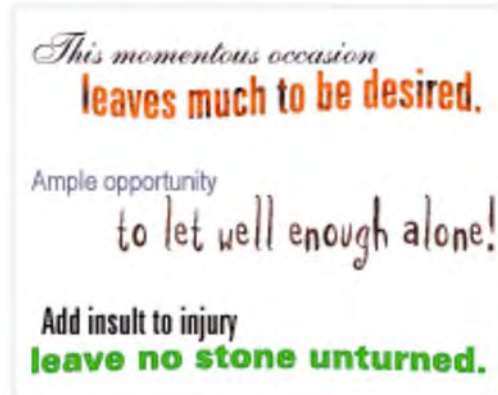 This momentous occasion
leaves much to be desired.
Ample opportunity
to let well enough alone!
Add insult to injury
leave no stone unturned.